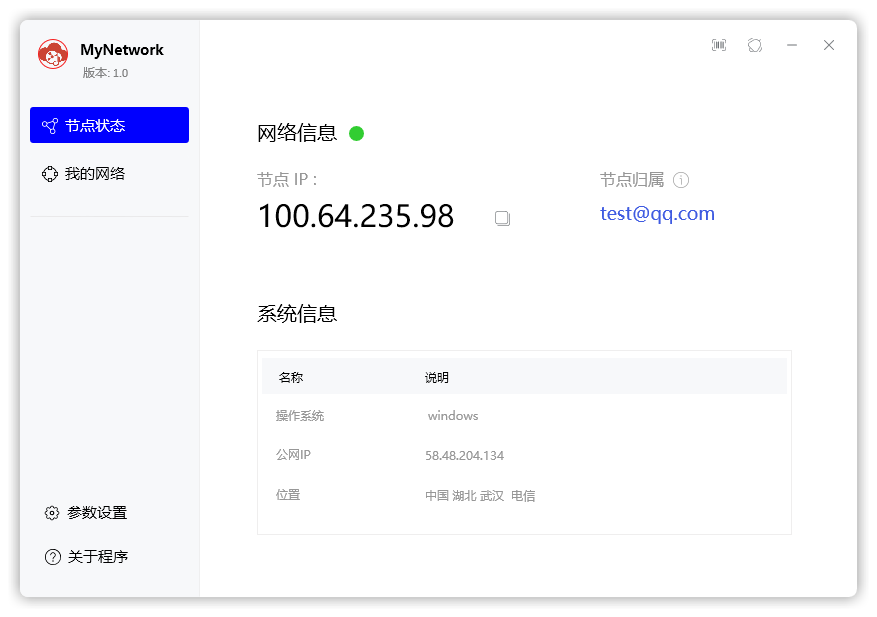 MyNetwork
版本: 1.0
节点状态
我的网络
网络信息
节点 IP :
100.64.235.98
节点归属
test@qq.com
系统信息
名称 说明
操作系统 windows
公网IP 58.48.204.134
位置 中国 湖北 武汉 电信
参数设置
关于程序